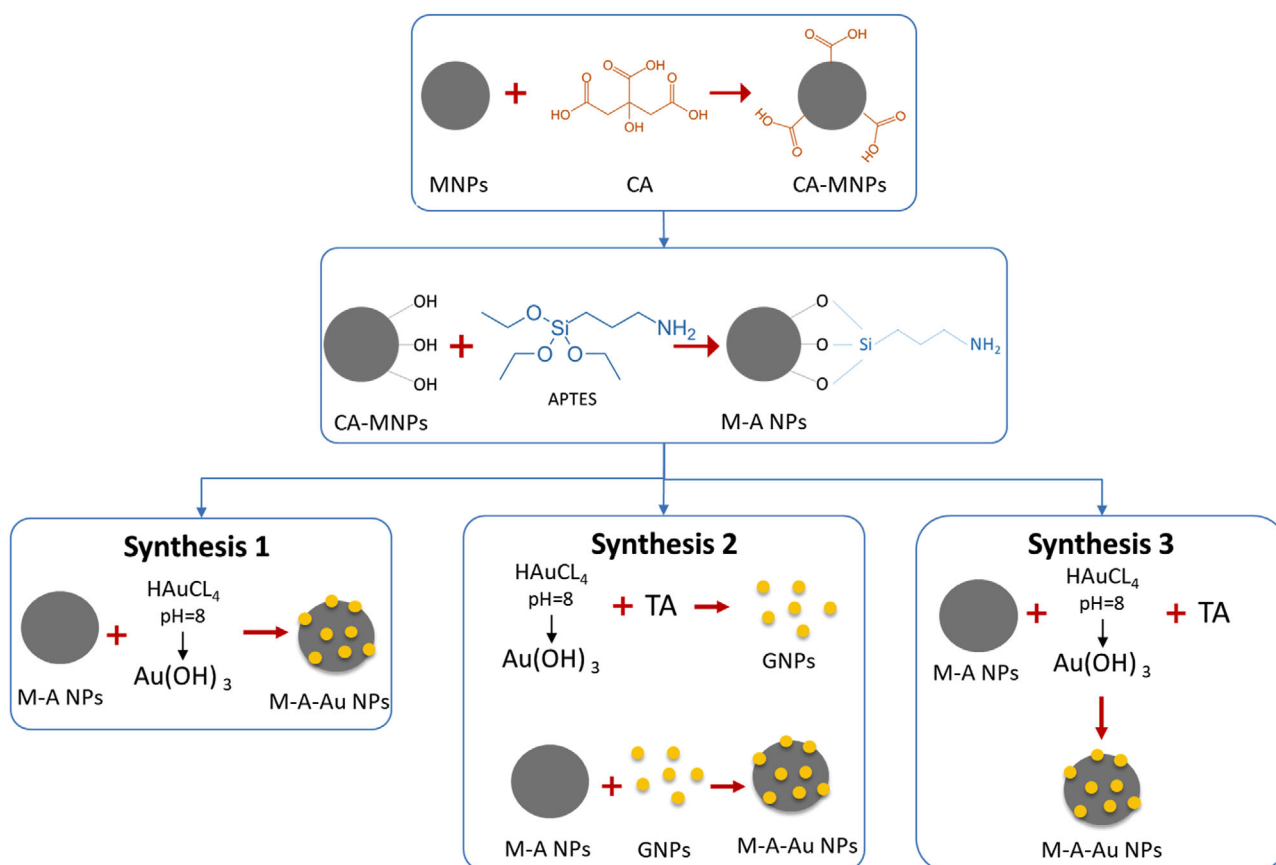 O
OH
O
OH
O
O
OH
HO
OH
O
HO
O
OH
MNPs
+
CA
CA-MNPs
OH
OH
OH
+
O
Si
O
O
NH2
APTES
O
O
O
Si
NH2
CA-MNPs
M-A NPs
Synthesis 1
HAuCL4
pH=8
+
Au(OH) 3
M-A NPs
M-A-Au NPs
Synthesis 2
HAuCL4
pH=8
+ TA
Au(OH) 3
GNPs
+
M-A NPs
GNPs
M-A-Au NPs
Synthesis 3
HAuCL4
pH=8
+
+ TA
M-A NPs
Au(OH) 3
M-A-Au NPs